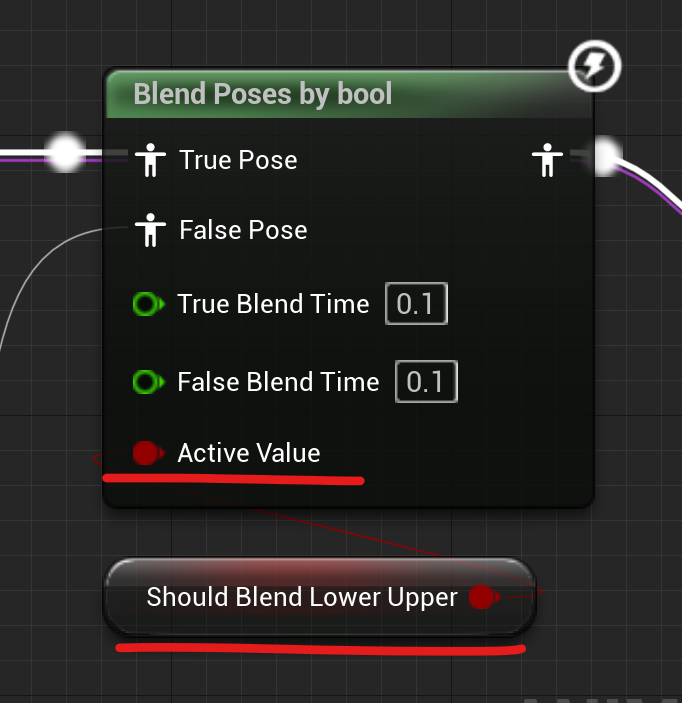 Blend Poses by bool
True Pose
False Pose
True Blend Time 0.1
False Blend Time 0.1
Active Value
Should Blend Lower Upper